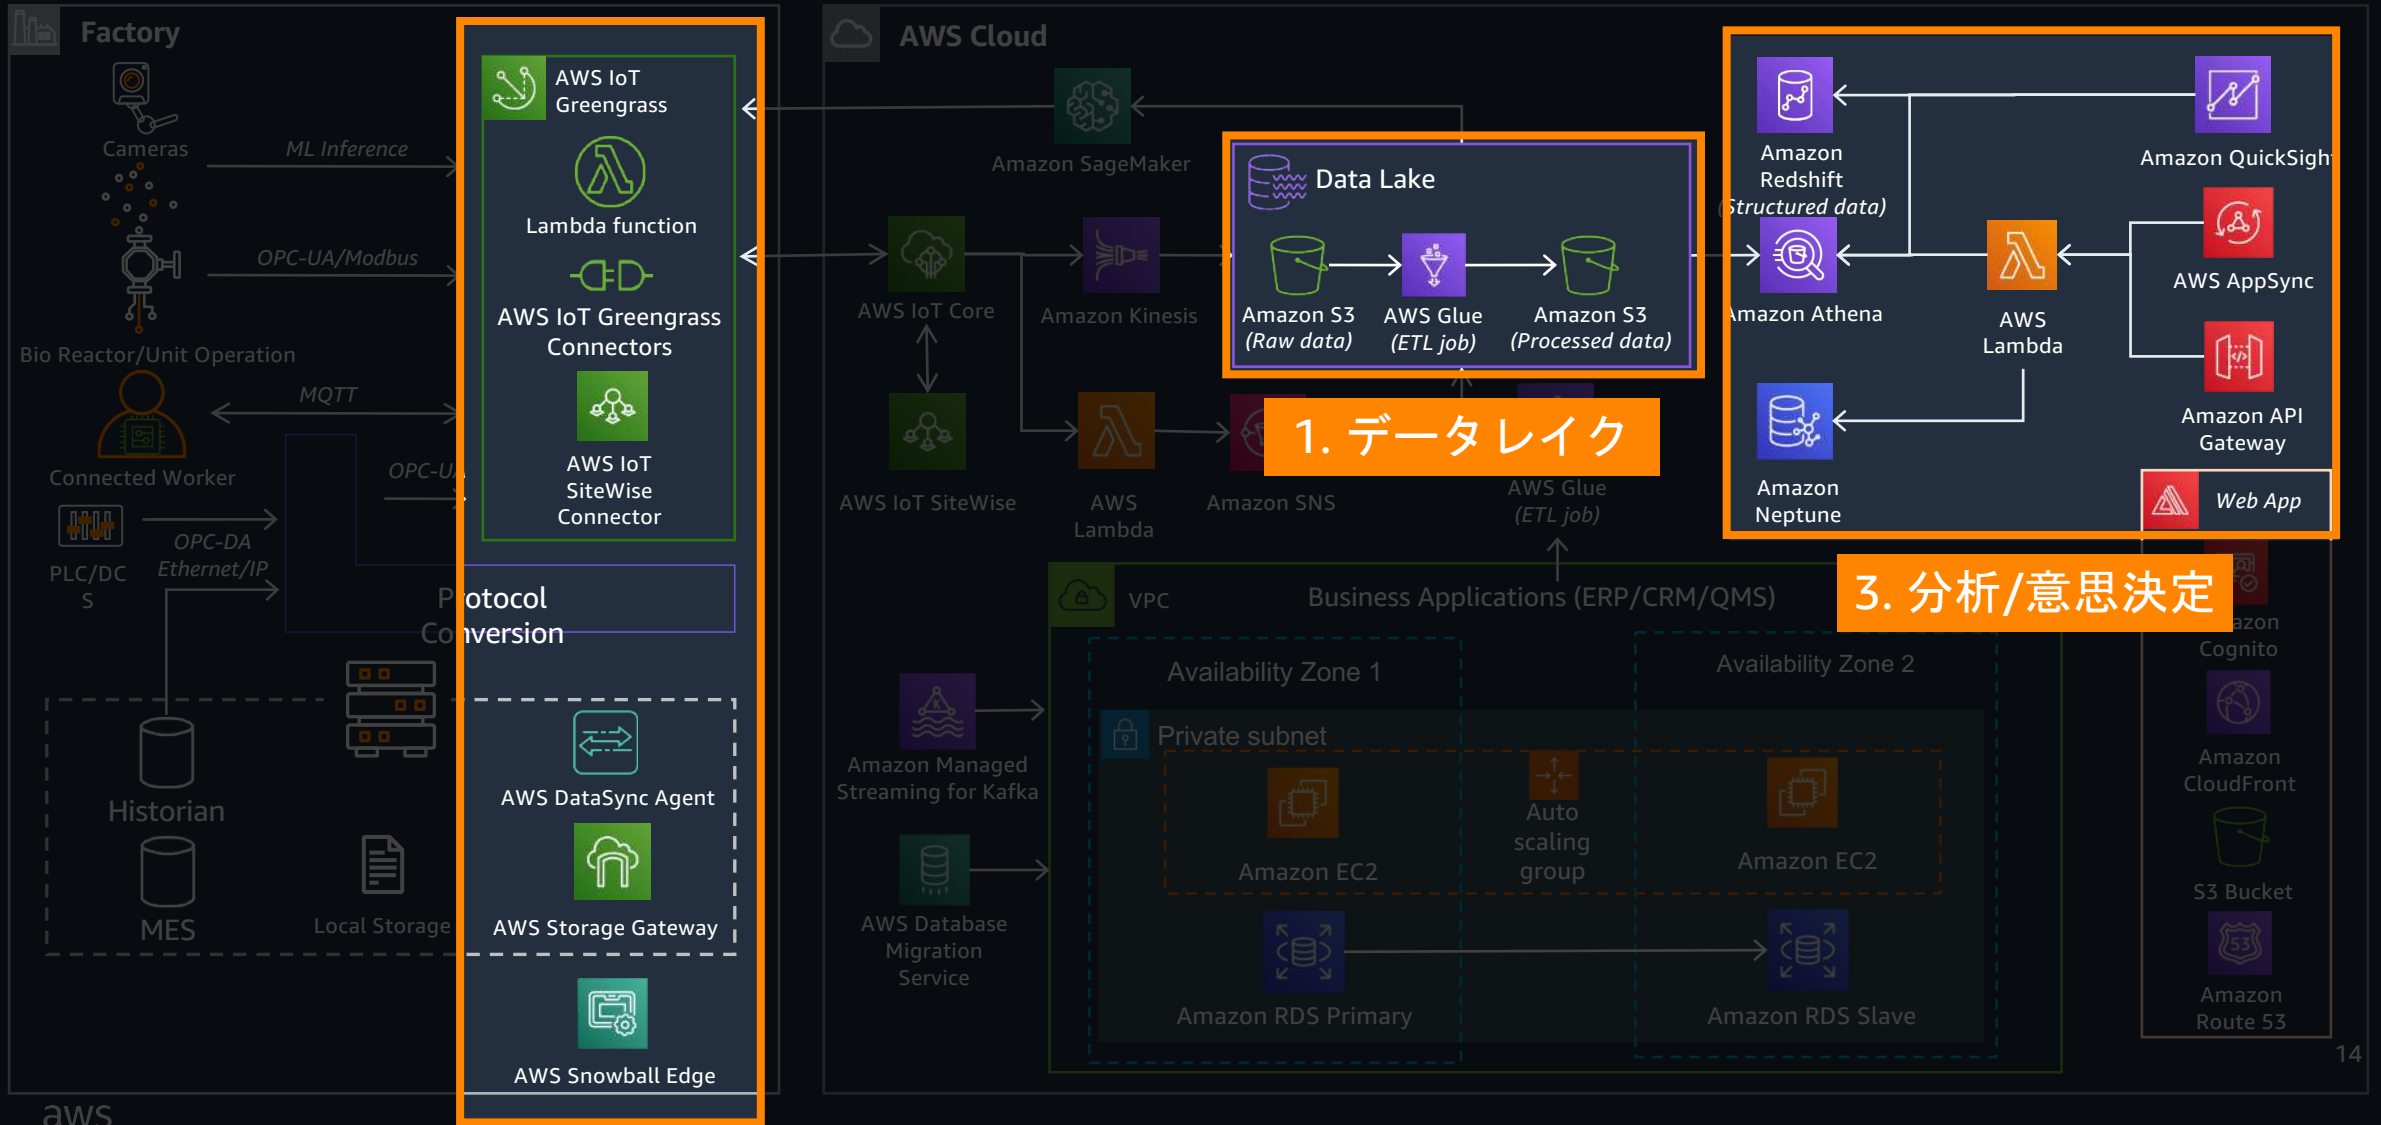 Factory
Cameras
ML Inference
OPC-UA/Modbus
Bio Reactor/Unit Operation
MQTT
Connected Worker
OPC-UA
PLC/DC
S
OPC-DA
Ethernet/IP
Protocol
Conversion
Historian
MES
Local Storage
AWS IoT
Greengrass
Lambda function
AWS IoT Greengrass
Connectors
AWS IoT
SiteWise
Connector
AWS DataSync Agent
AWS Storage Gateway
AWS Snowball Edge
AWS Cloud
Amazon SageMaker
AWS IoT Core
Amazon Kinesis
AWS IoT SiteWise
AWS
Lambda
Amazon SNS
Data Lake
Amazon S3
(Raw data)
AWS Glue
(ETL job)
Amazon S3
(Processed data)
1. データレイク
AWS Glue
(ETL job)
VPC
Business Applications (ERP/CRM/QMS)
Availability Zone 1
Availability Zone 2
Private subnet
Amazon EC2
Auto
scaling
group
Amazon EC2
Amazon RDS Primary
Amazon RDS Slave
K
Amazon Managed
Streaming for Kafka
AWS Database
Migration
Service
Amazon
Redshift
(Structured data)
Amazon Athena
Amazon
Neptune
AWS
Lambda
Amazon QuickSigh
AWS AppSync
Amazon API
Gateway
Web App
3. 分析/意思決定
azon
Cognito
Amazon
CloudFront
S3 Bucket
53
Amazon
Route 53
14
aws